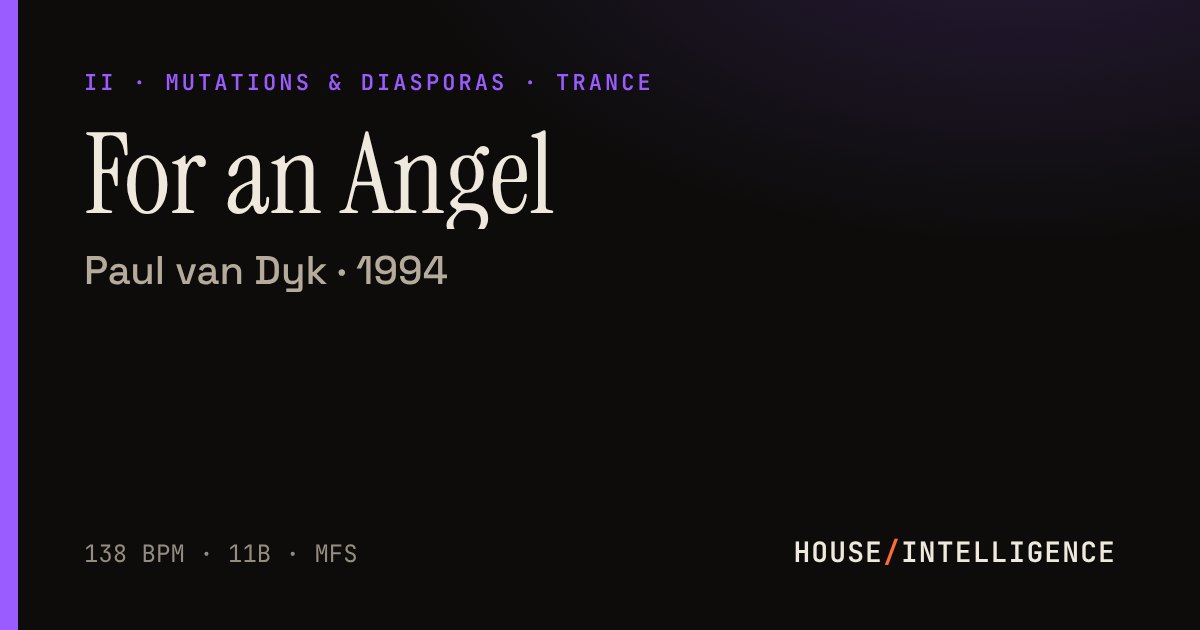 II · MUTATIONS & DIASPORAS · TRANCE
For an Angel
Paul van Dyk · 1994
138 BPM · 11B · MFS
HOUSE/INTELLIGENCE